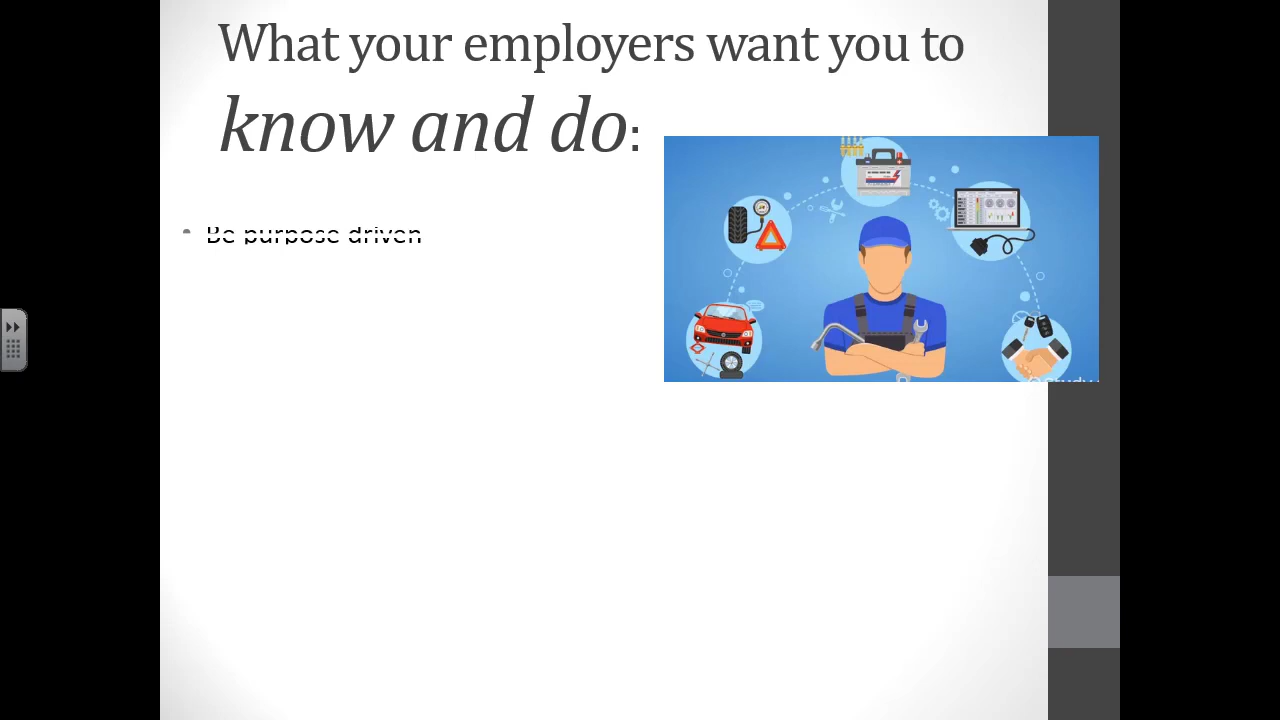 What your employers want you to
know and do:
• Be purpose driven